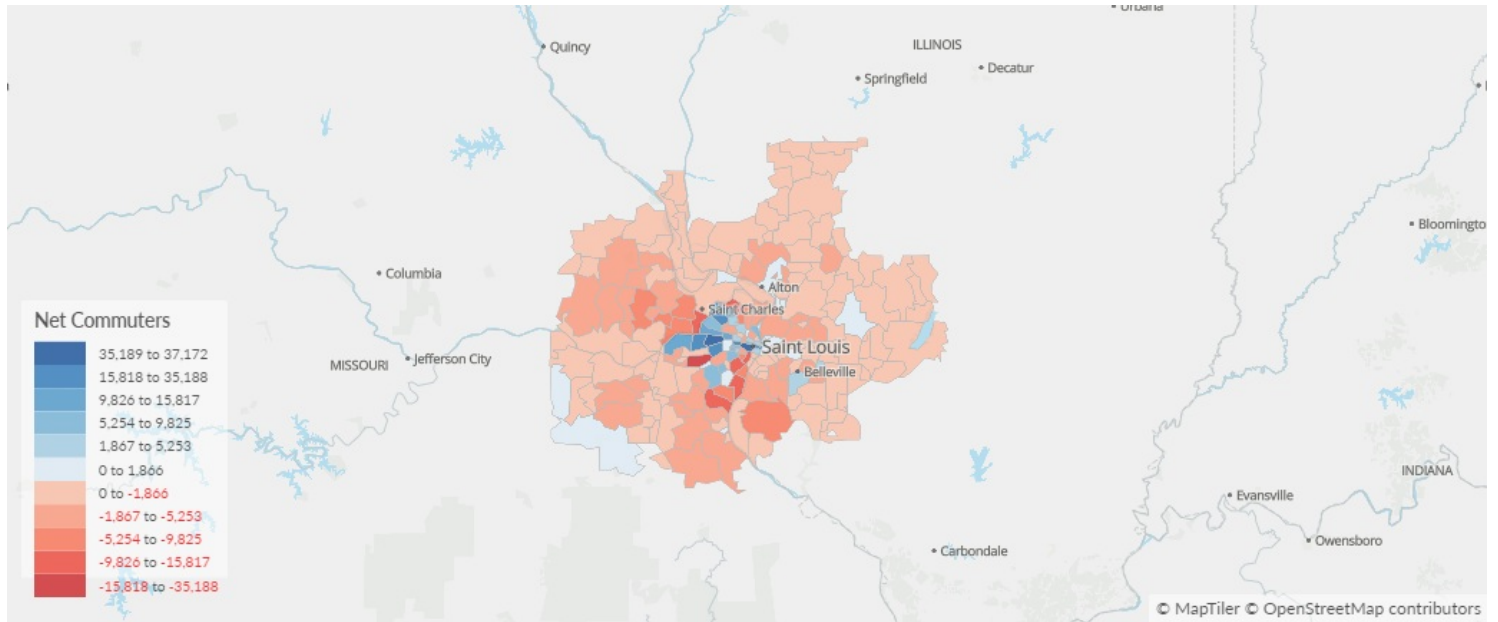 Urbana
Quincy
ILLINOIS
Decatur
Springfield
Bloomingto
Columbia
Alton
Saint Charles
Net Commuters
35,189 to 37,172
15,818 to 35,188
9,826 to 15,817
5,254 to 9,825
1,867 to 5,253
0 to 1,866
0 to -1,866
-1,867 to -5,253
-5,254 to -9,825
-9,826 to -15,817
-15,818 to -35,188
MISSOURI
Jefferson City
Saint Louis
Belleville
INDIANA
Evansville
Owensboro
Carbondale
© MapTiler © OpenStreetMap contributors